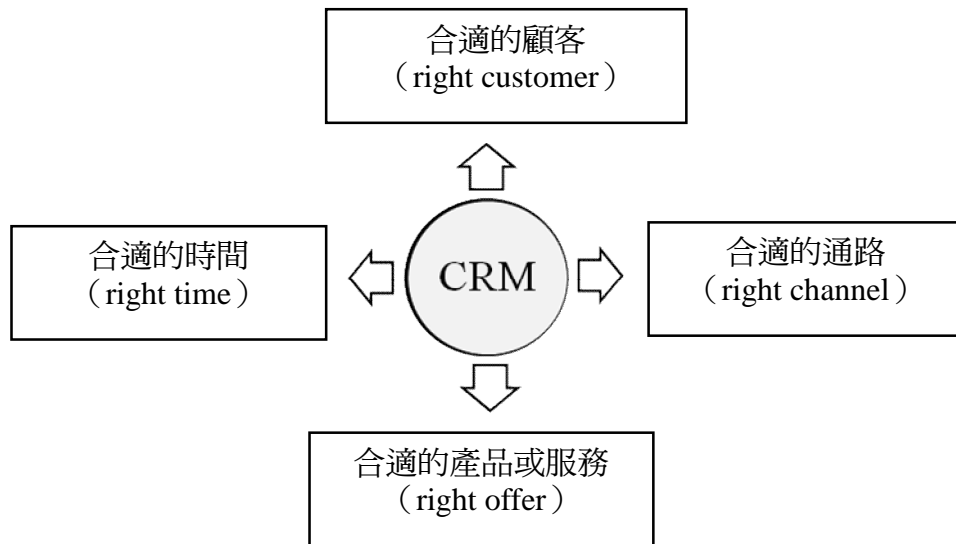 合適的顧客
（right customer）
合適的時間
（right time）
CRM
合適的通路
（right channel）
合適的產品或服務
（right offer）